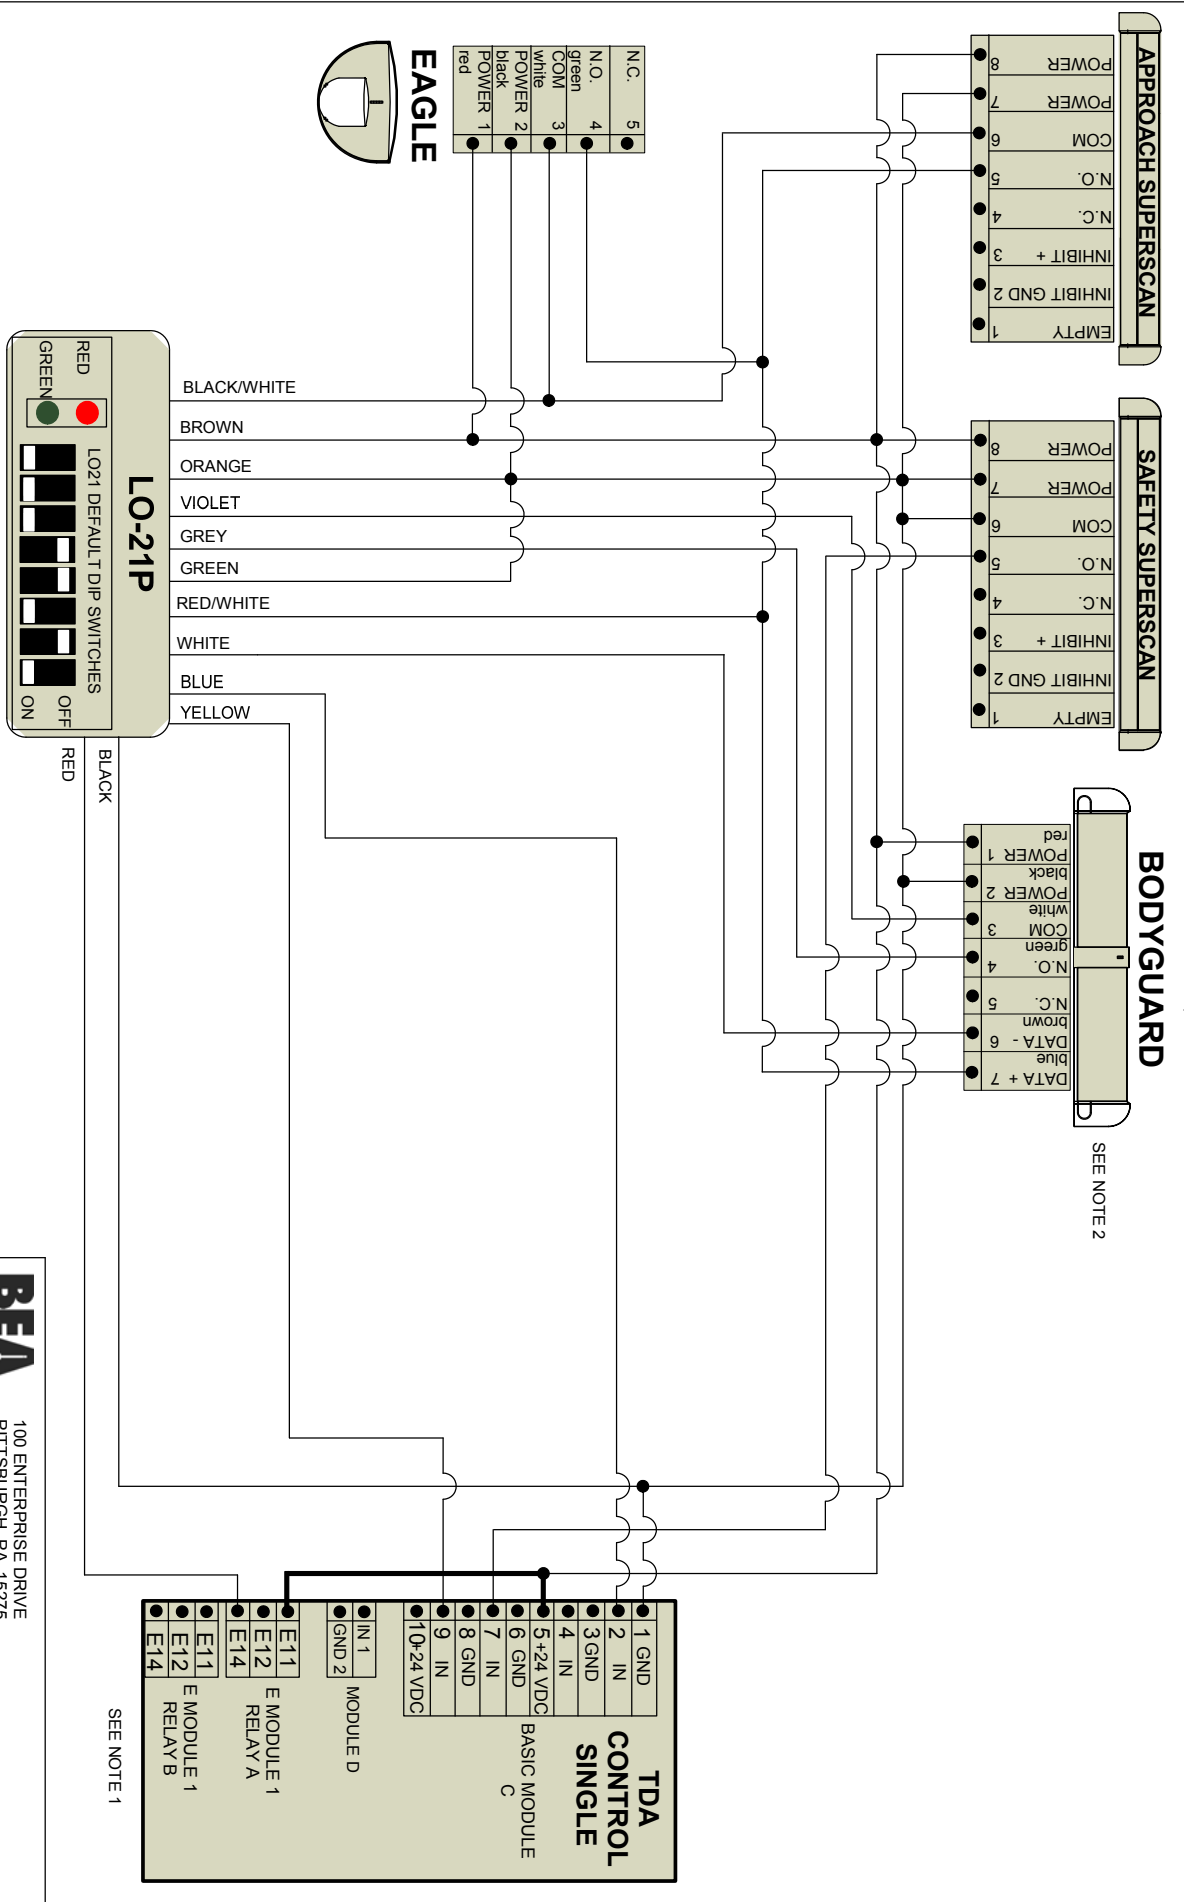 APPROACH SUPERSCAN
8 POWER
7 POWER
6 COM
5 N.O.
4 N.C.
3 INHIBIT +
2 INHIBIT GND
1 EMPTY
SAFETY SUPERSCAN
8 POWER
7 POWER
6 COM
5 N.O.
4 N.C.
3 INHIBIT +
2 INHIBIT GND
1 EMPTY
BODYGUARD
SEE NOTE 2
red
POWER 1
black
POWER 2
white
COM 3
green
N.O. 4
N.C. 5
brown
DATA - 6
blue
DATA + 7
EAGLE
N.C. 5
N.O. 4
green
COM 3
white
POWER 2
black
POWER 1
red
LO-21P
RED
GREEN
LO21 DEFAULT DIP SWITCHES
OFF
ON
BLACK/WHITE
BROWN
ORANGE
VIOLET
GREY
GREEN
RED/WHITE
WHITE
BLUE
YELLOW
BLACK
RED
TDA
CONTROL
SINGLE
BASIC MODULE
C
1 GND
2 IN
3 GND
4 IN
5 +24 VDC
6 GND
7 IN
8 GND
9 IN
10 +24 VDC
MODULE D
IN 1
GND 2
E MODULE 1
RELAY A
E11
E12
E14
E MODULE 1
RELAY B
E11
E12
E14
SEE NOTE 1
BEA
100 ENTERPRISE DRIVE
PITTSBURGH, PA 15275